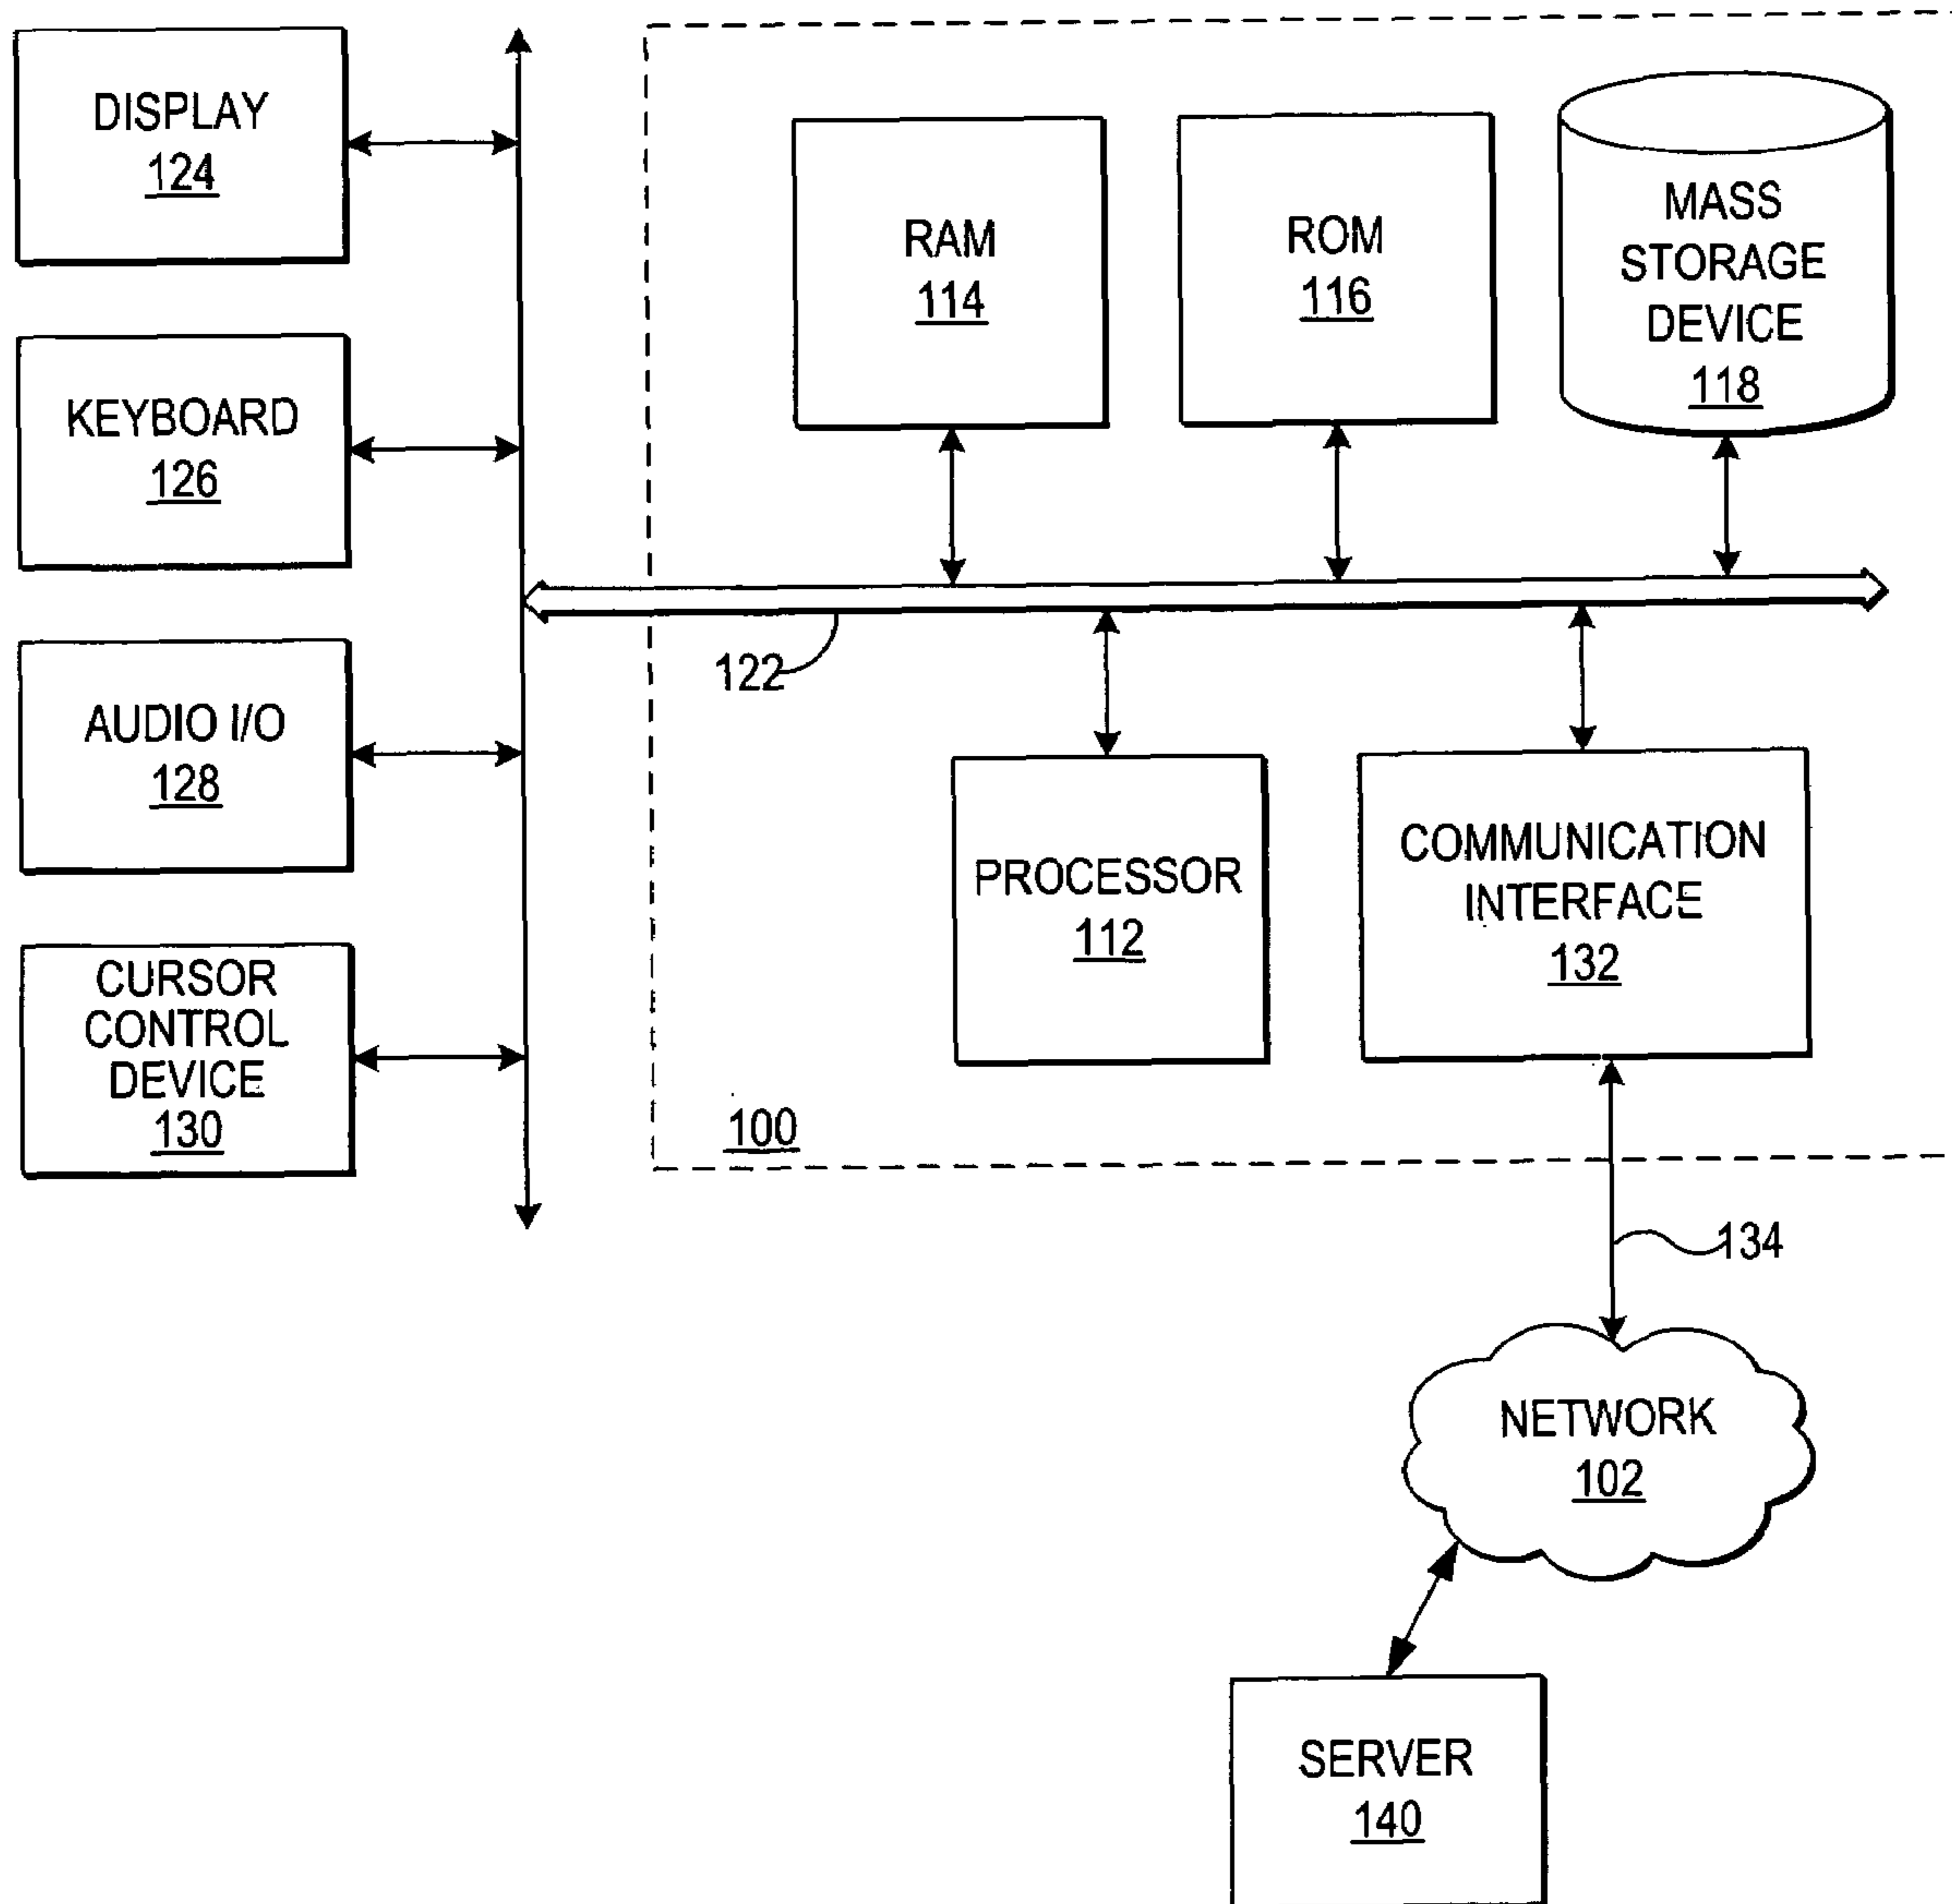 DISPLAY
124
KEYBOARD
126
AUDIO I/O
128
CURSOR
CONTROL
DEVICE
130
RAM
114
ROM
116
MASS
STORAGE
DEVICE
118
122
PROCESSOR
112
COMMUNICATION
INTERFACE
132
100
134
NETWORK
102
SERVER
140